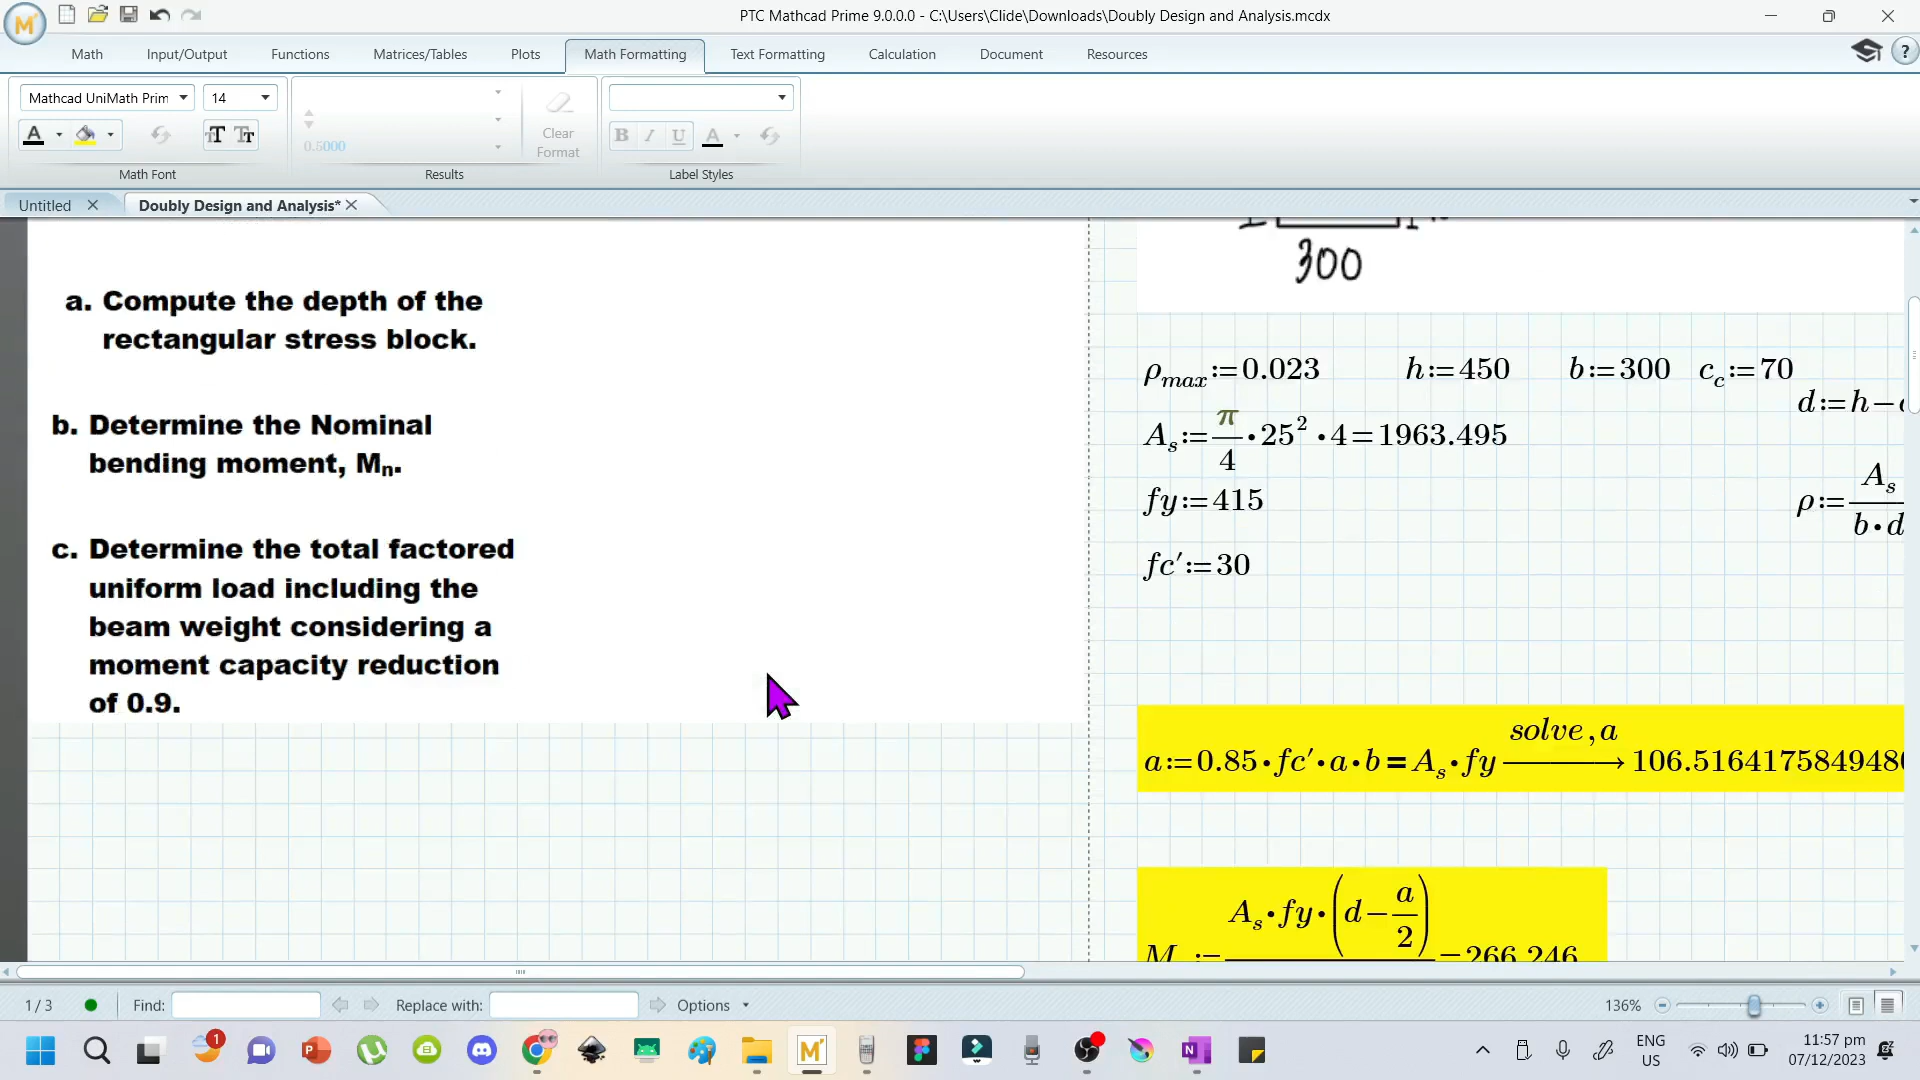 PTC Mathcad Prime 9.0.0.0 - C:\Users\Clide\Downloads\Doubly Design and Analysis.mcdx
Math Input/Output Functions Matrices/Tables Plots Math Formatting Text Formatting Calculation Document Resources
Mathcad UniMath Prim 14
0.5000
Clear
Format
Math Font Results Label Styles
Untitled Doubly Design and Analysis*
300
a. Compute the depth of the
rectangular stress block.
b. Determine the Nominal
bending moment, Mn.
c. Determine the total factored
uniform load including the
beam weight considering a
moment capacity reduction
of 0.9.
ρmax:=0.023 h:=450 b:=300 cc:=70
d:=h−
As:=π/4•25²•4=1963.495
fy:=415
ρ:=As/b•d
fc′:=30
a:=0.85•fc′•a•b=As•fy solve,a→106.516417584948
M :=As•fy•(d−a/2) =266.246
1 / 3 Find: Replace with: Options 136%
1
ENG
US
11:57 pm
07/12/2023